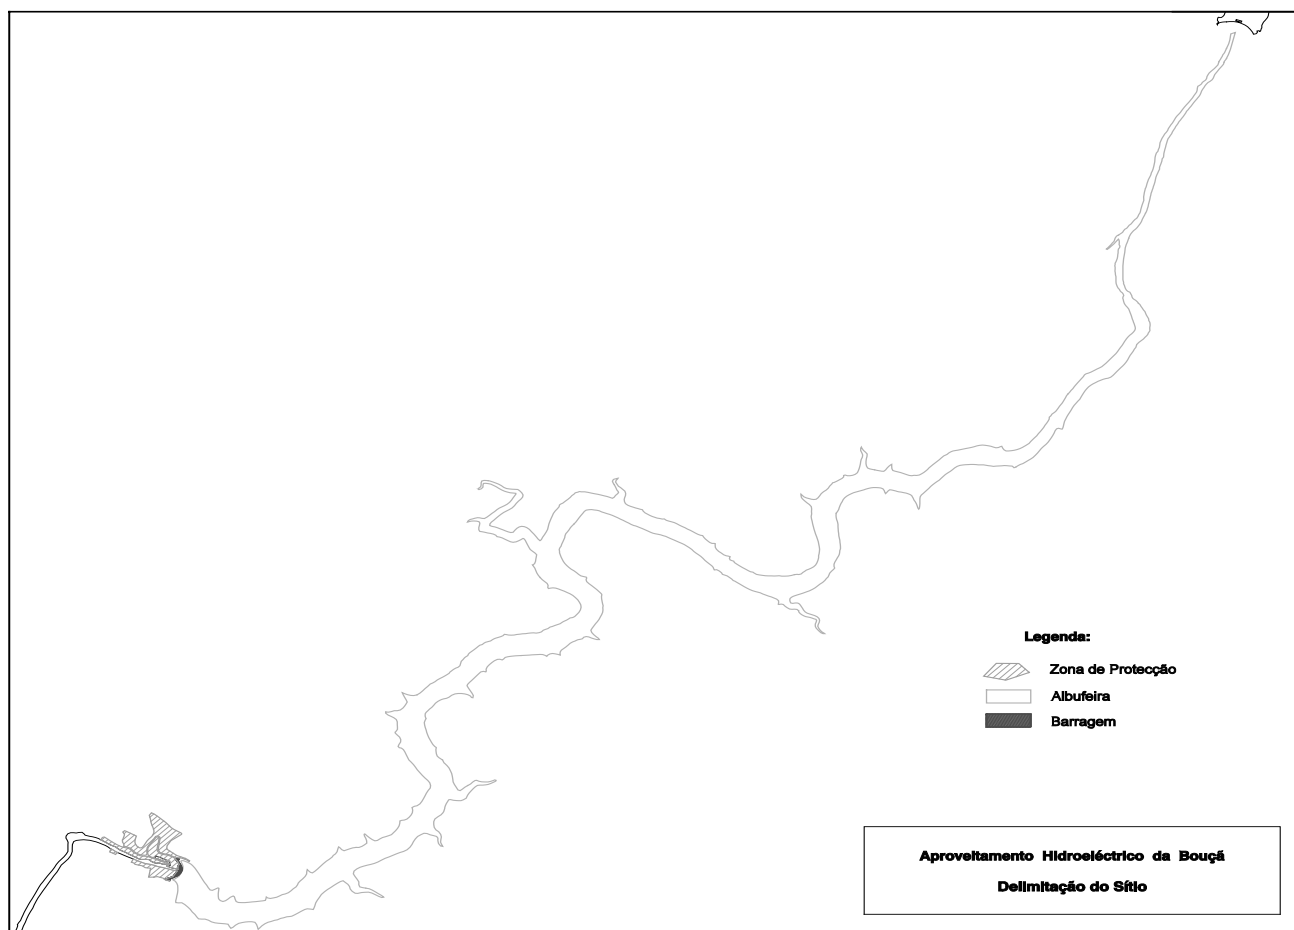 Legenda:
Zona de Protecção
Albufeira
Barragem
Aproveitamento Hidroeléctrico da Bouçã
Delimitação do Sítio